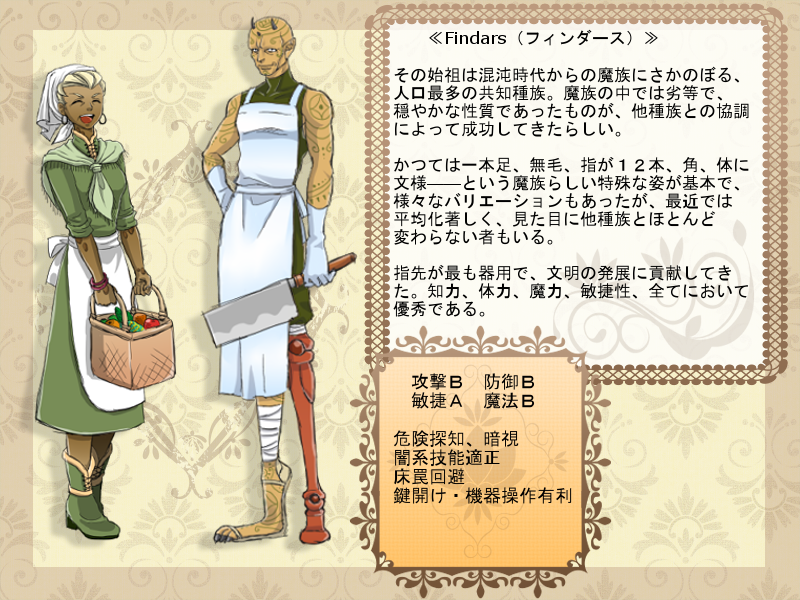 ≪Findars（フィンダース）≫
その始祖は混沌時代からの魔族にさかのぼる、
人口最多の共知種族。魔族の中では劣等で、
穏やかな性質であったものが、他種族との協調
によって成功してきたらしい。
かつては一本足、無毛、指が１２本、角、体に
文様――という魔族らしい特殊な姿が基本で、
様々なバリエーションもあったが、最近では
平均化著しく、見た目に他種族とほとんど
変わらない者もいる。
指先が最も器用で、文明の発展に貢献してき
た。知力、体力、魔力、敏捷性、全てにおいて
優秀である。
攻撃Ｂ　防御Ｂ
敏捷Ａ　魔法Ｂ
危険探知、暗視
闇系技能適正
床罠回避
鍵開け・機器操作有利